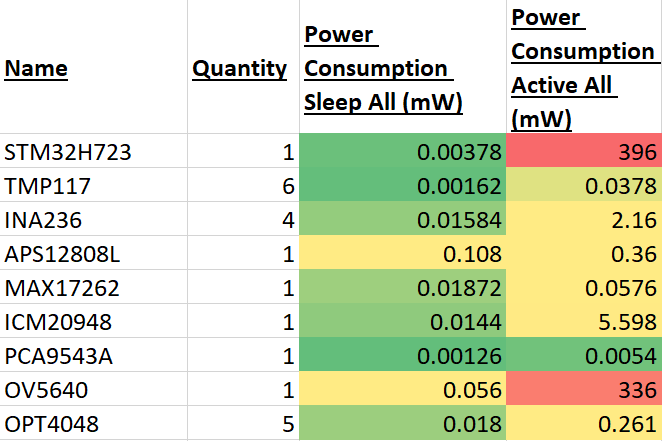 Name Quantity Power Consumption Sleep All (mW) Power Consumption Active All (mW)
STM32H723 1 0.00378 396
TMP117 6 0.00162 0.0378
INA236 4 0.01584 2.16
APS12808L 1 0.108 0.36
MAX17262 1 0.01872 0.0576
ICM20948 1 0.0144 5.598
PCA9543A 1 0.00126 0.0054
OV5640 1 0.056 336
OPT4048 5 0.018 0.261